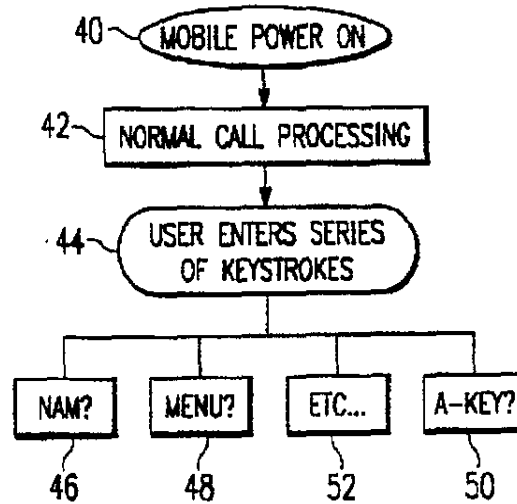 40
MOBILE POWER ON
42
NORMAL CALL PROCESSING
44
USER ENTERS SERIES
OF KEYSTROKES
NAM? MENU? ETC... A-KEY?
46 48 52 50